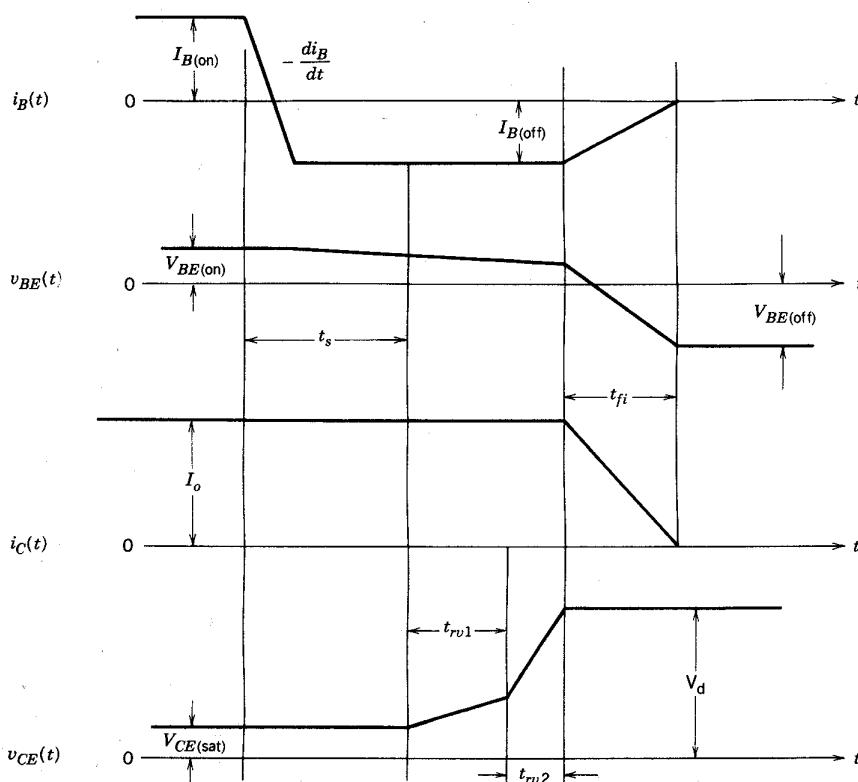 I_B(on)
- di_B/dt
i_B(t) 0 t
I_B(off)
V_BE(on)
v_BE(t) 0 t
V_BE(off)
t_s
t_fi
I_o
i_C(t) 0 t
t_rv1
V_d
V_CE(sat)
v_CE(t) 0 t
t_rv2